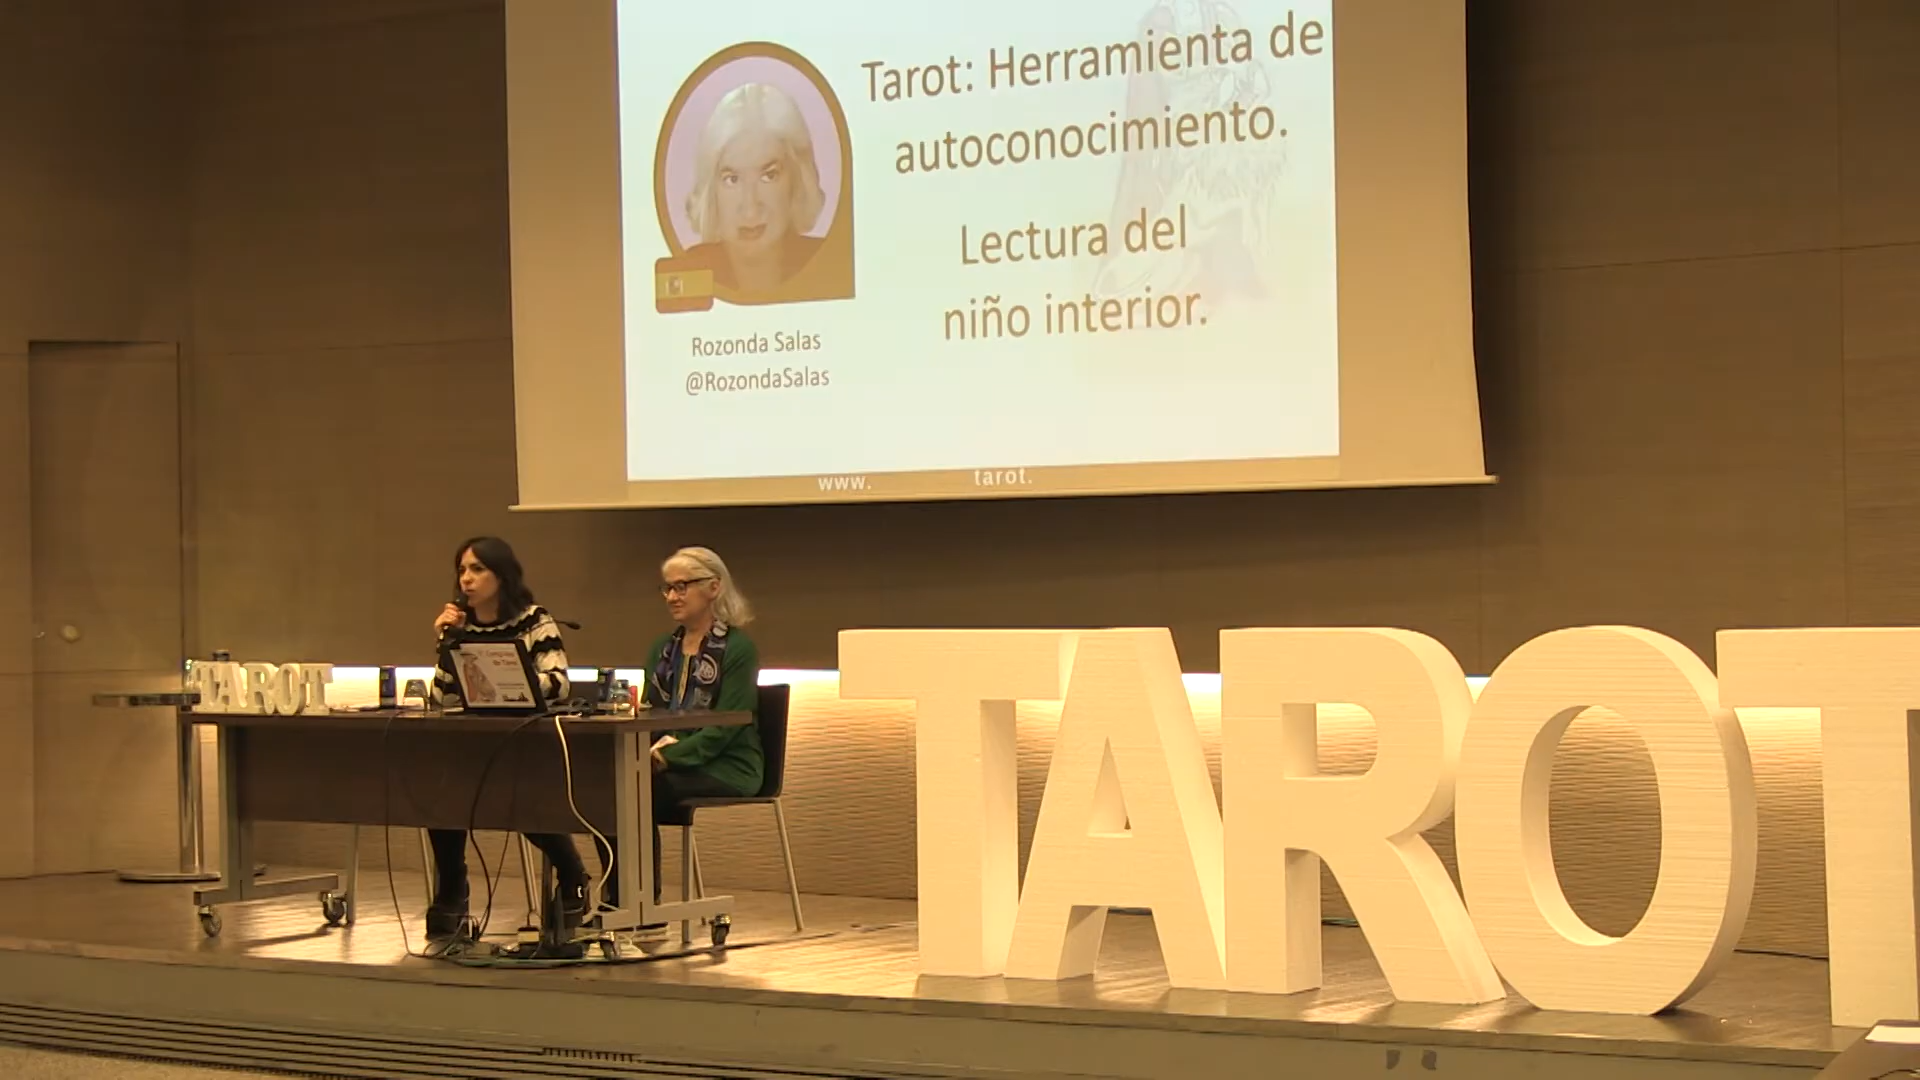 Tarot: Herramienta de
autoconocimiento.
Lectura del
niño interior.
Rozonda Salas
@RozondaSalas
www. tarot.
TAROT
TAROT